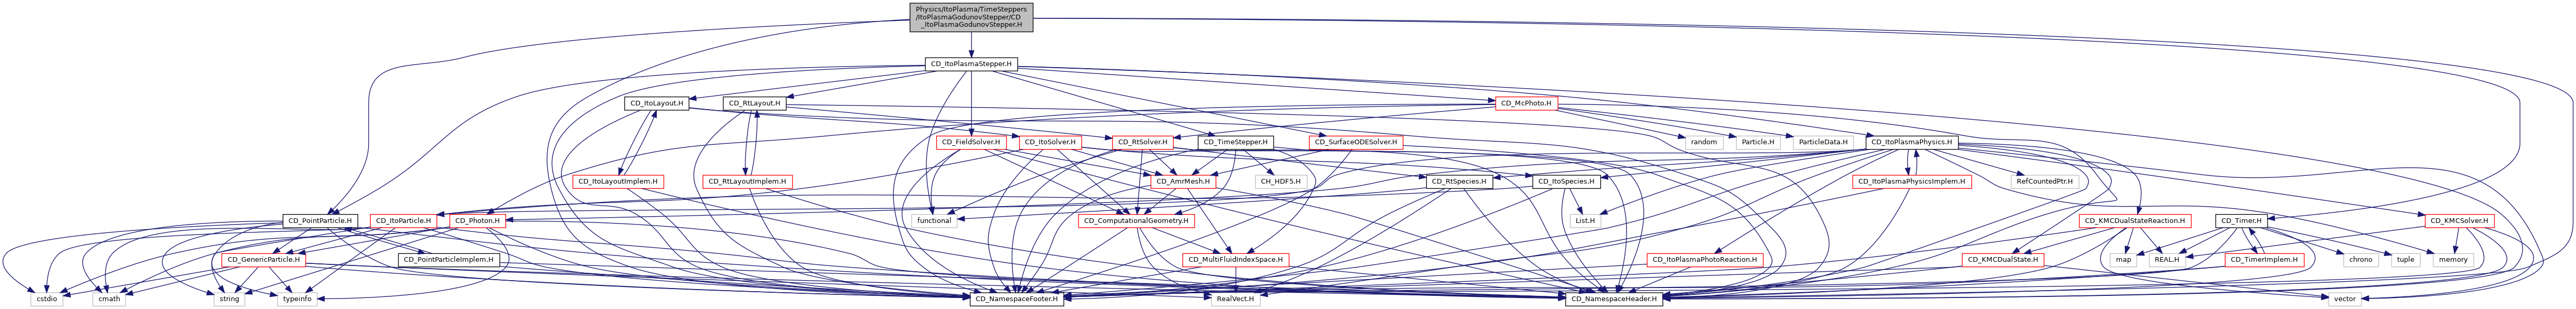 Physics/ItoPlasma/TimeSteppers
/ItoPlasmaGodunovStepper/CD
_ItoPlasmaGodunovStepper.H
CD_ItoPlasmaStepper.H
CD_ItoLayout.H
CD_RtLayout.H
CD_McPhoto.H
CD_FieldSolver.H
CD_ItoSolver.H
CD_RtSolver.H
CD_TimeStepper.H
CD_SurfaceODESolver.H
random
Particle.H
ParticleData.H
CD_ItoPlasmaPhysics.H
CD_ItoLayoutImplem.H
CD_RtLayoutImplem.H
CD_AmrMesh.H
CH_HDF5.H
CD_RtSpecies.H
CD_ItoSpecies.H
CD_ItoPlasmaPhysicsImplem.H
RefCountedPtr.H
CD_PointParticle.H
CD_ItoParticle.H
CD_Photon.H
functional
CD_ComputationalGeometry.H
List.H
CD_KMCDualStateReaction.H
CD_Timer.H
CD_KMCSolver.H
CD_GenericParticle.H
CD_PointParticleImplem.H
CD_MultiFluidIndexSpace.H
CD_ItoPlasmaPhotoReaction.H
CD_KMCDualState.H
map
REAL.H
CD_TimerImplem.H
chrono
tuple
memory
cstdio
cmath
string
typeinfo
CD_NamespaceFooter.H
RealVect.H
CD_NamespaceHeader.H
vector